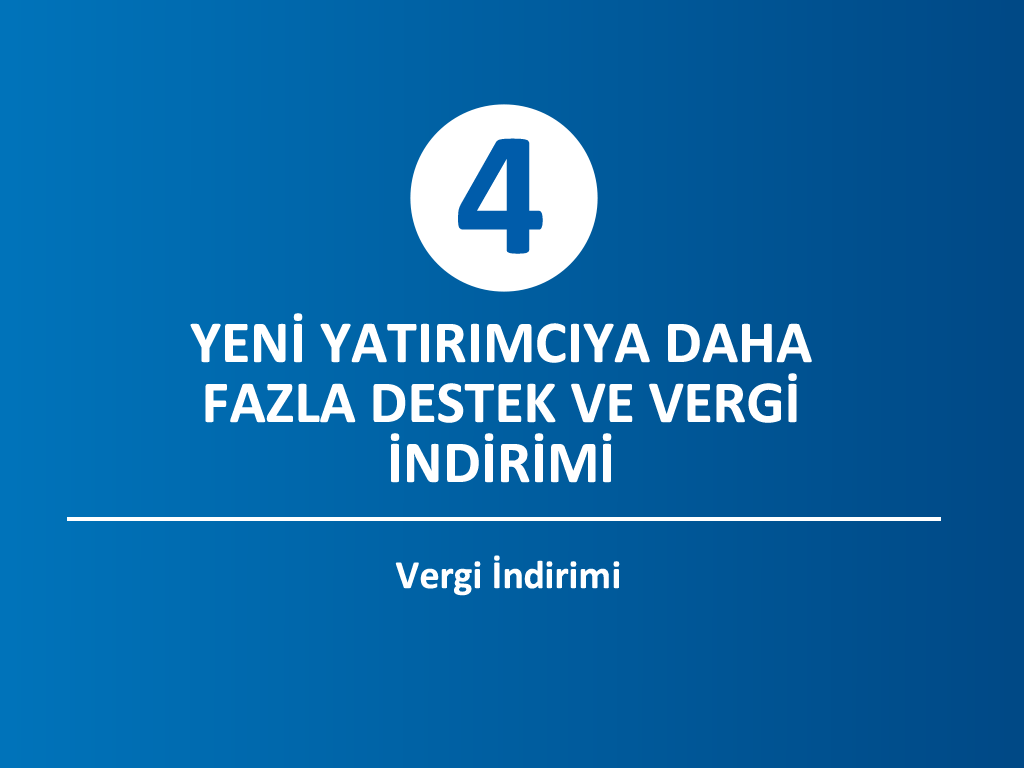 4
YENİ YATIRIMCIYA DAHA
FAZLA DESTEK VE VERGİ
İNDİRİMİ
Vergi İndirimi